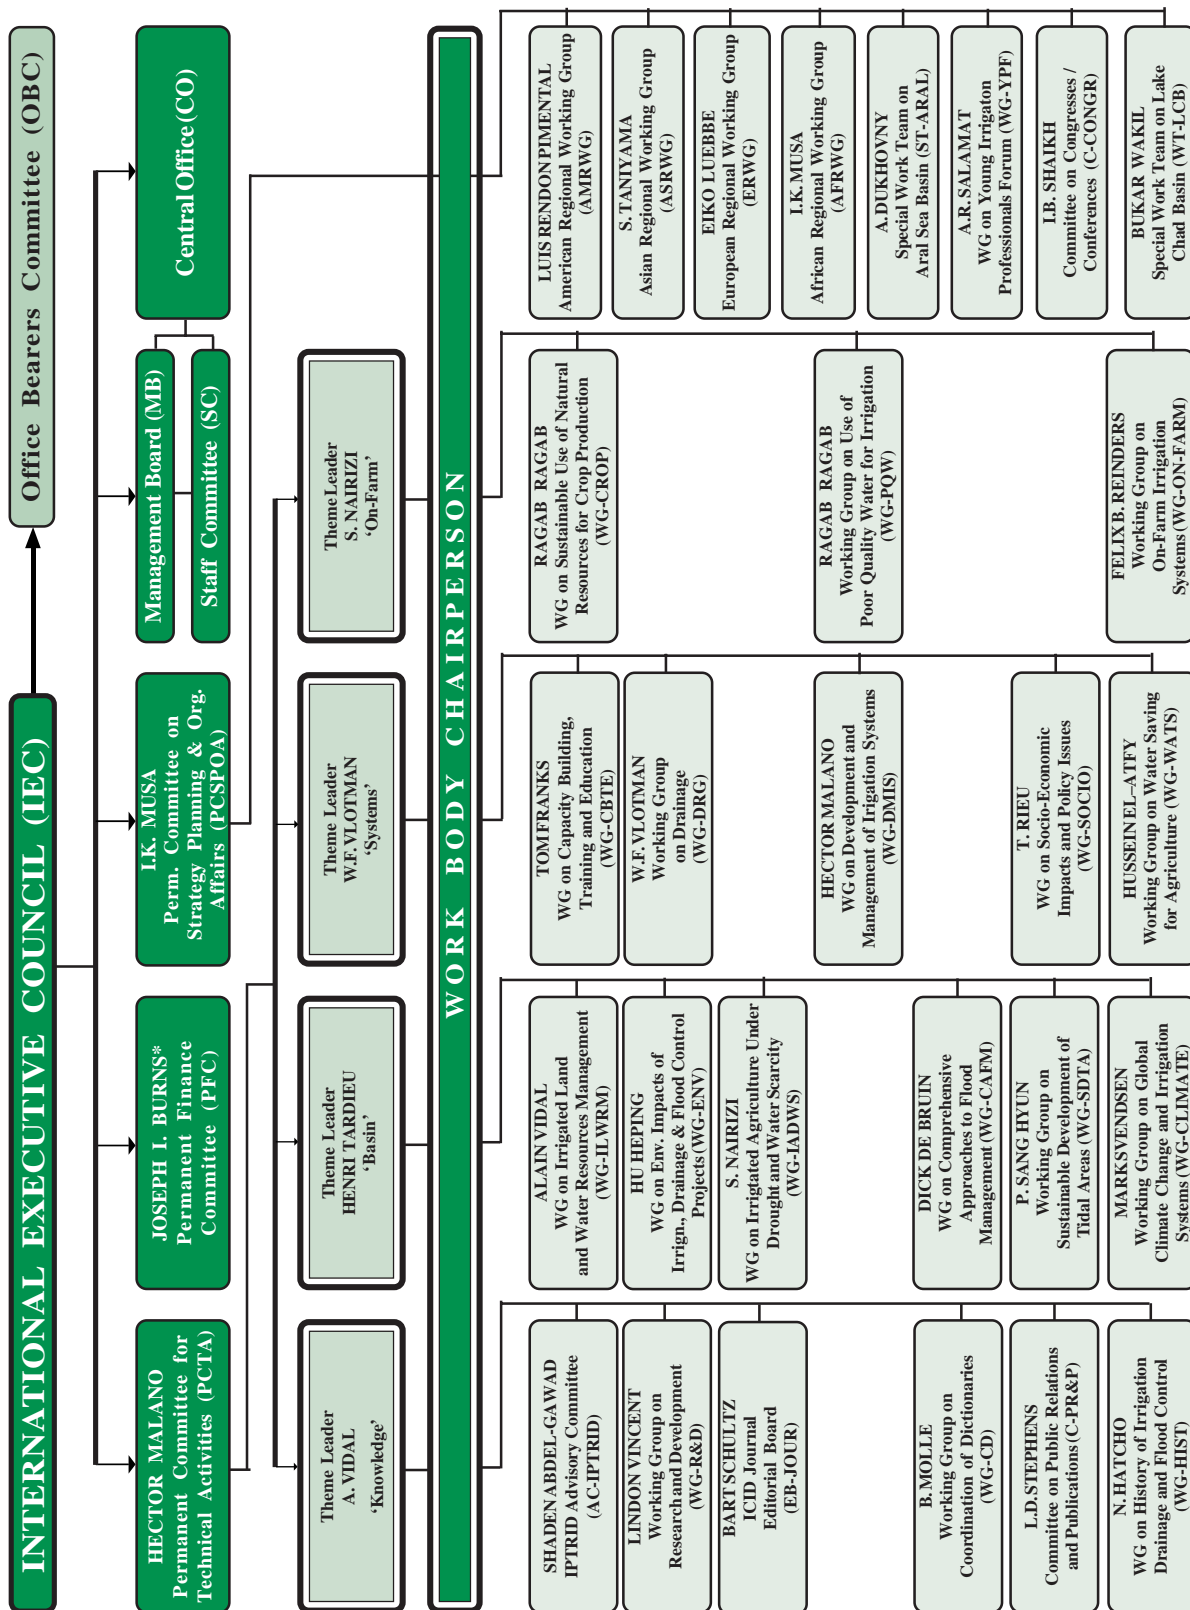 INTERNATIONAL EXECUTIVE COUNCIL (IEC)
Office Bearers Committee (OBC)
HECTOR MALANO
Permanent Committee for
Technical Activities (PCTA)
JOSEPH I. BURNS*
Permanent Finance
Committee (PFC)
I.K. MUSA
Perm. Committee on
Strategy Planning & Org.
Affairs (PCSPOA)
Management Board (MB)
Staff Committee (SC)
Central Office (CO)
Theme Leader
A. VIDAL
‘Knowledge’
Theme Leader
HENRI TARDIEU
‘Basin’
Theme Leader
W.F. VLOTMAN
‘Systems’
Theme Leader
S. NAIRIZI
‘On-Farm’
WORK BODY CHAIRPERSON
SHADEN ABDEL-GAWAD
IPTRID Advisory Committee
(AC-IPTRID)
LINDON VINCENT
Working Group on
Research and Development
(WG-R&D)
BART SCHULTZ
ICID Journal
Editorial Board
(EB-JOUR)
B. MOLLE
Working Group on
Coordination of Dictionaries
(WG-CD)
L.D. STEPHENS
Committee on Public Relations
and Publications (C-PR&P)
N. HATCHO
WG on History of Irrigation
Drainage and Flood Control
(WG-HIST)
ALAIN VIDAL
WG on Irrigated Land
and Water Resources Management
(WG-ILWRM)
HU HEPING
WG on Env. Impacts of
Irrign., Drainage & Flood Control
Projects (WG-ENV)
S. NAIRIZI
WG on Irrigated Agriculture Under
Drought and Water Scarcity
(WG-IADWS)
DICK DE BRUIN
WG on Comprehensive
Approaches to Flood
Management (WG-CAFM)
P. SANG HYUN
Working Group on
Sustainable Development of
Tidal Areas (WG-SDTA)
MARK SVENDSEN
Working Group on Global
Climate Change and Irrigation
Systems (WG-CLIMATE)
TOM FRANKS
WG on Capacity Building,
Training and Education
(WG-CBTE)
W.F. VLOTMAN
Working Group
on Drainage
(WG-DRG)
HECTOR MALANO
WG on Development and
Management of Irrigation Systems
(WG-DMIS)
T. RIEU
WG on Socio-Economic
Impacts and Policy Issues
(WG-SOCIO)
HUSSEIN EL–ATFY
Working Group on Water Saving
for Agriculture (WG-WATS)
RAGAB RAGAB
WG on Sustainable Use of Natural
Resources for Crop Production
(WG-CROP)
RAGAB RAGAB
Working Group on Use of
Poor Quality Water for Irrigation
(WG-PQW)
FELIX B. REINDERS
Working Group on
On-Farm Irrigation
Systems (WG-ON-FARM)
LUIS RENDON PIMENTAL
American Regional Working Group
(AMRWG)
S. TANIYAMA
Asian Regional Working Group
(ASRWG)
EIKO LUEBBE
European Regional Working Group
(ERWG)
I.K. MUSA
African Regional Working Group
(AFRWG)
A. DUKHOVNY
Special Work Team on
Aral Sea Basin (ST-ARAL)
A.R. SALAMAT
WG on Young Irrigaton
Professionals Forum (WG-YPF)
I.B. SHAIKH
Committee on Congresses /
Conferences (C-CONGR)
BUKAR WAKIL
Special Work Team on Lake
Chad Basin (WT-LCB)